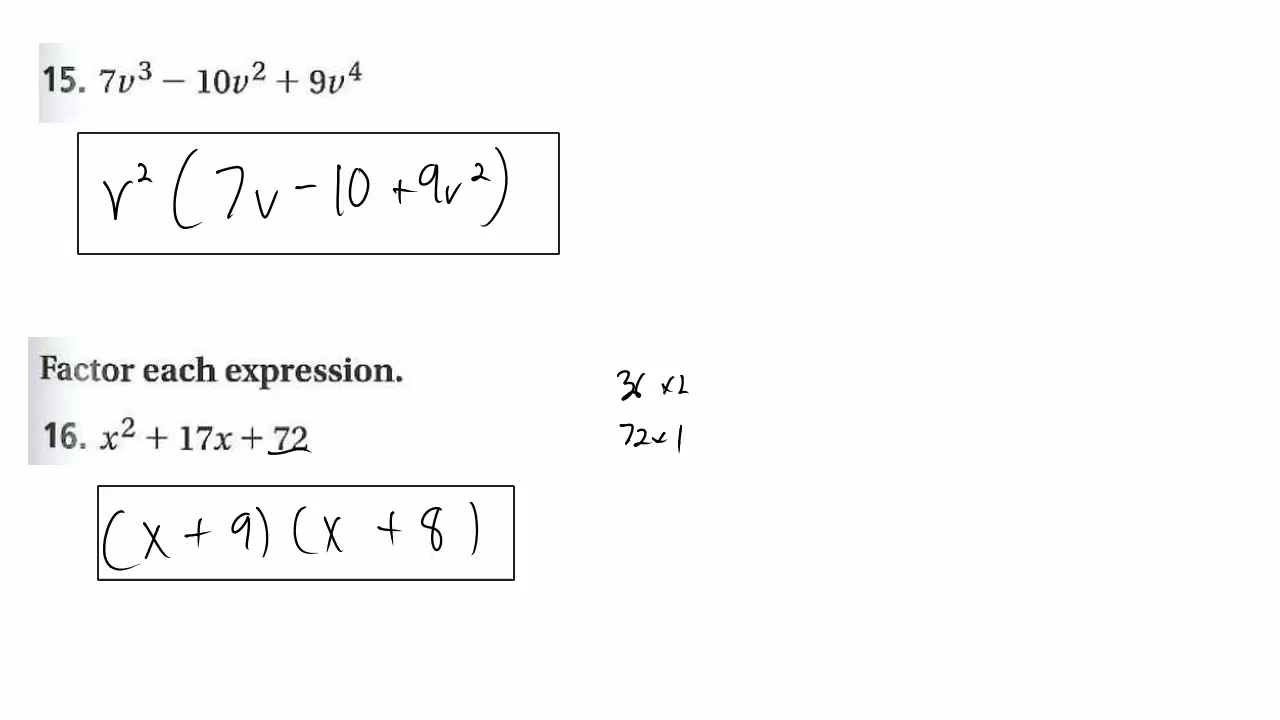 15. 7v³ − 10v² + 9v⁴
v² (7v − 10 + 9v²)
Factor each expression.
16. x² + 17x + 72
36 x 2
72 x 1
(x + 9) (x + 8)